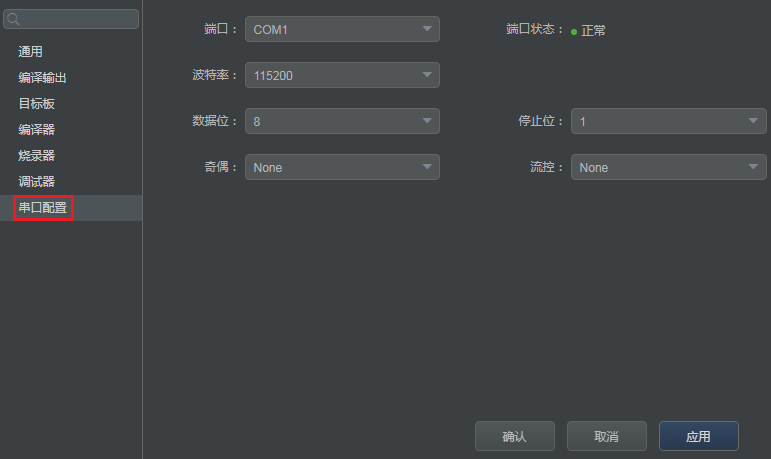 通用
编译输出
目标板
编译器
烧录器
调试器
串口配置
端口： COM1 端口状态： 正常
波特率： 115200
数据位： 8 停止位： 1
奇偶： None 流控： None
确认 取消 应用